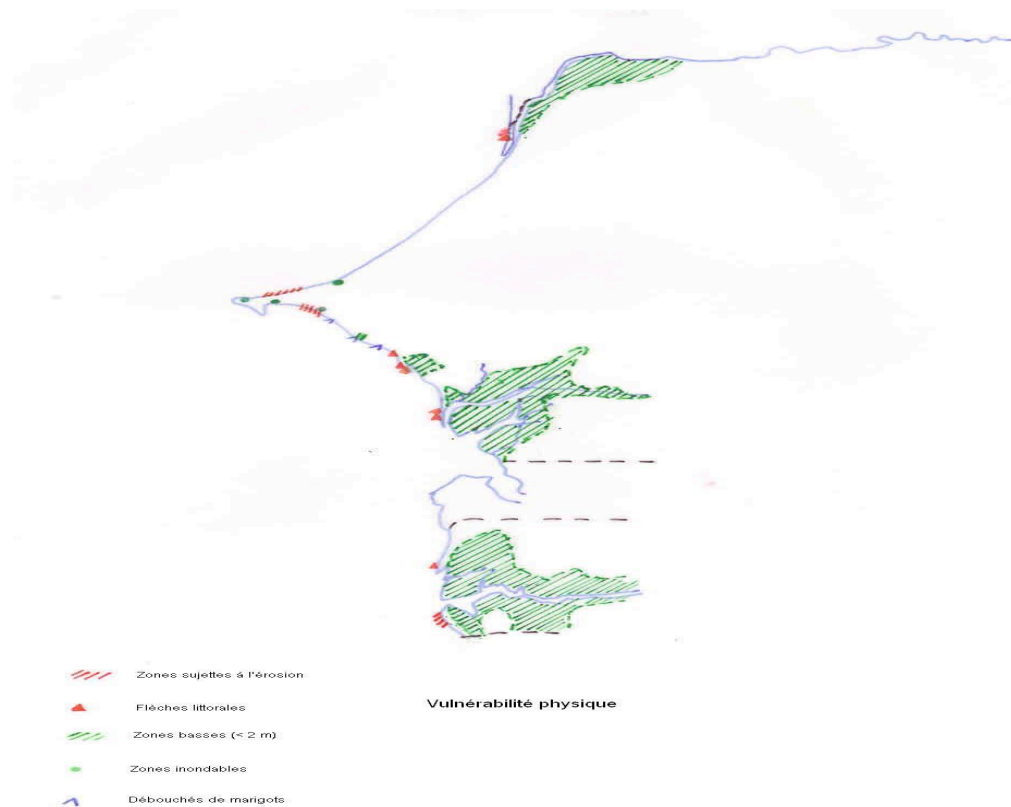 Zones sujettes á l'érosion
Flèches littorales
Vulnérabilité physique
Zones basses (< 2 m)
Zones inondables
Débouchés de marigots